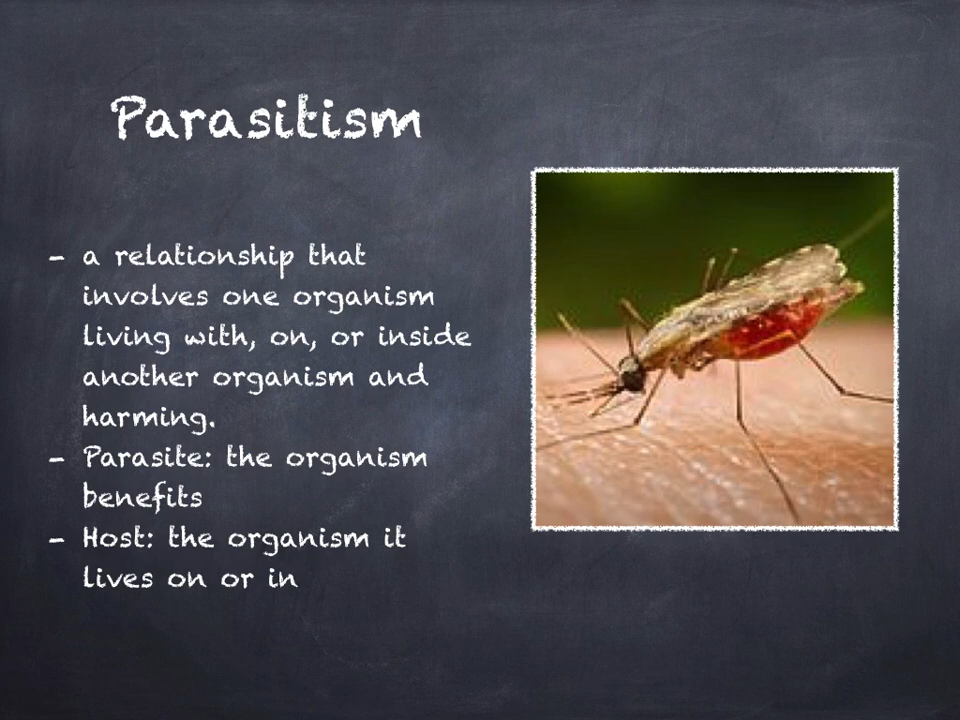 Parasitism
- a relationship that
involves one organism
living with, on, or inside
another organism and
harming.
- Parasite: the organism
benefits
- Host: the organism it
lives on or in